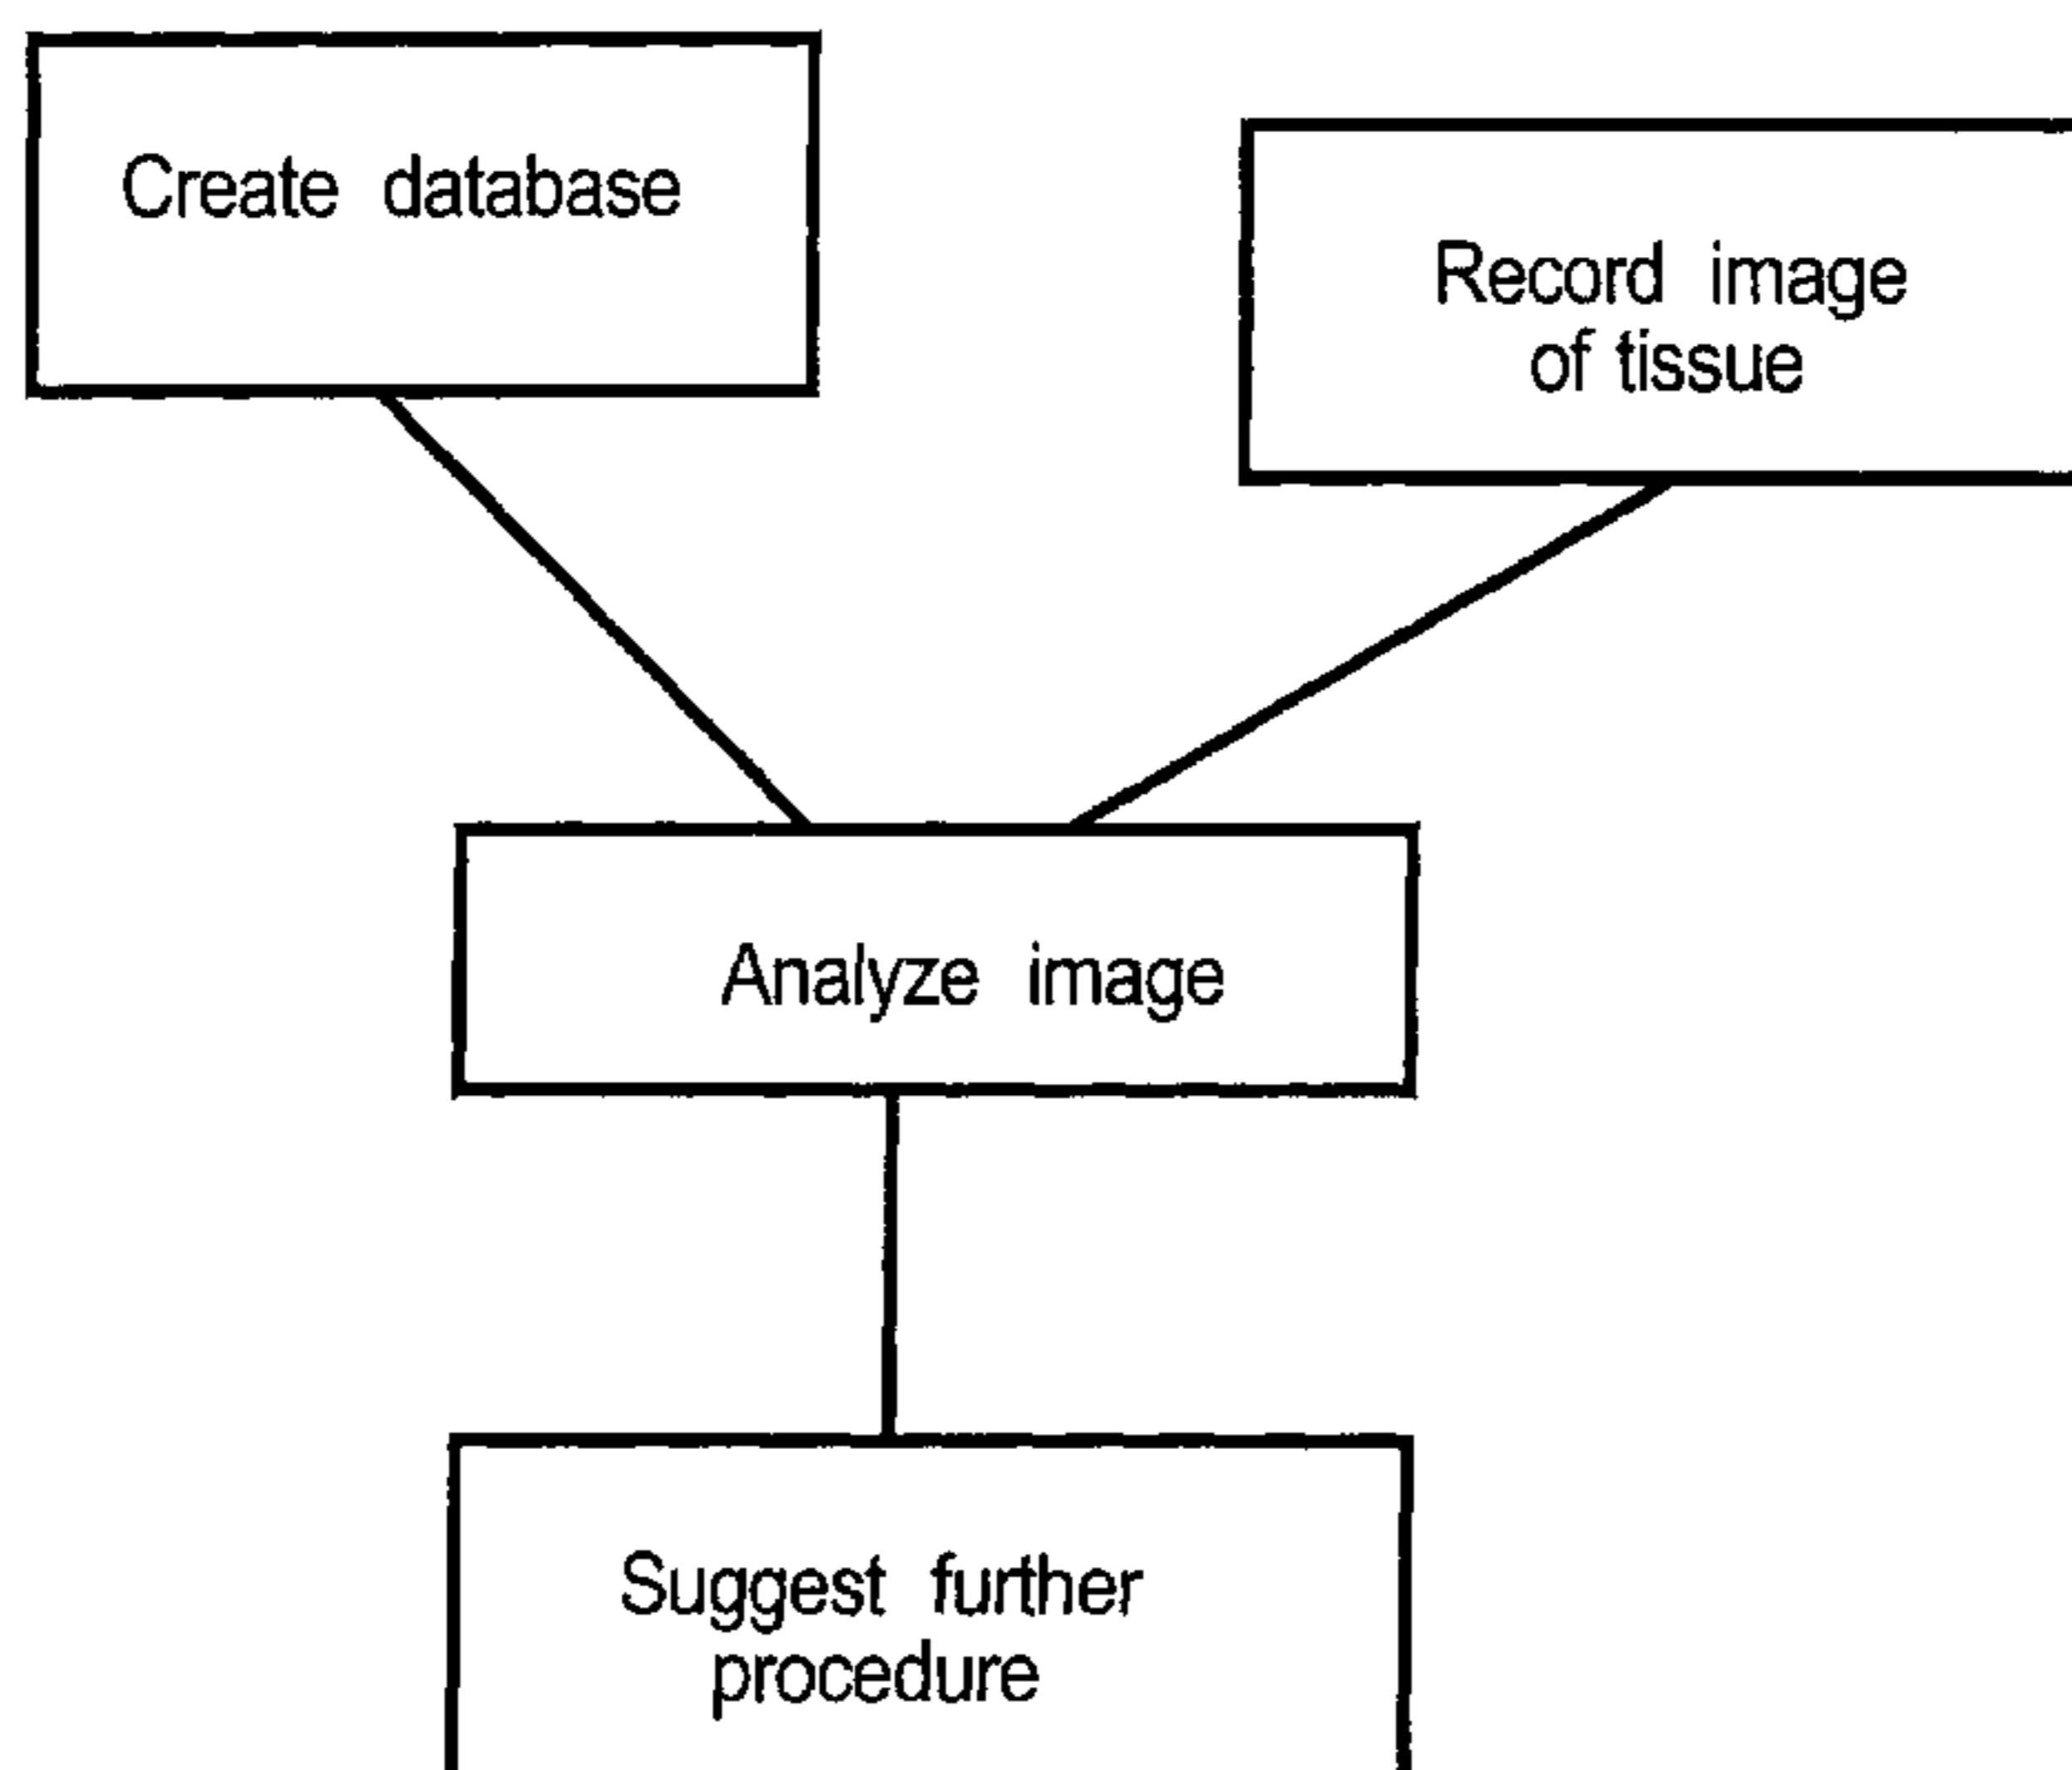 Create database
Record image
of tissue
Analyze image
Suggest further
procedure